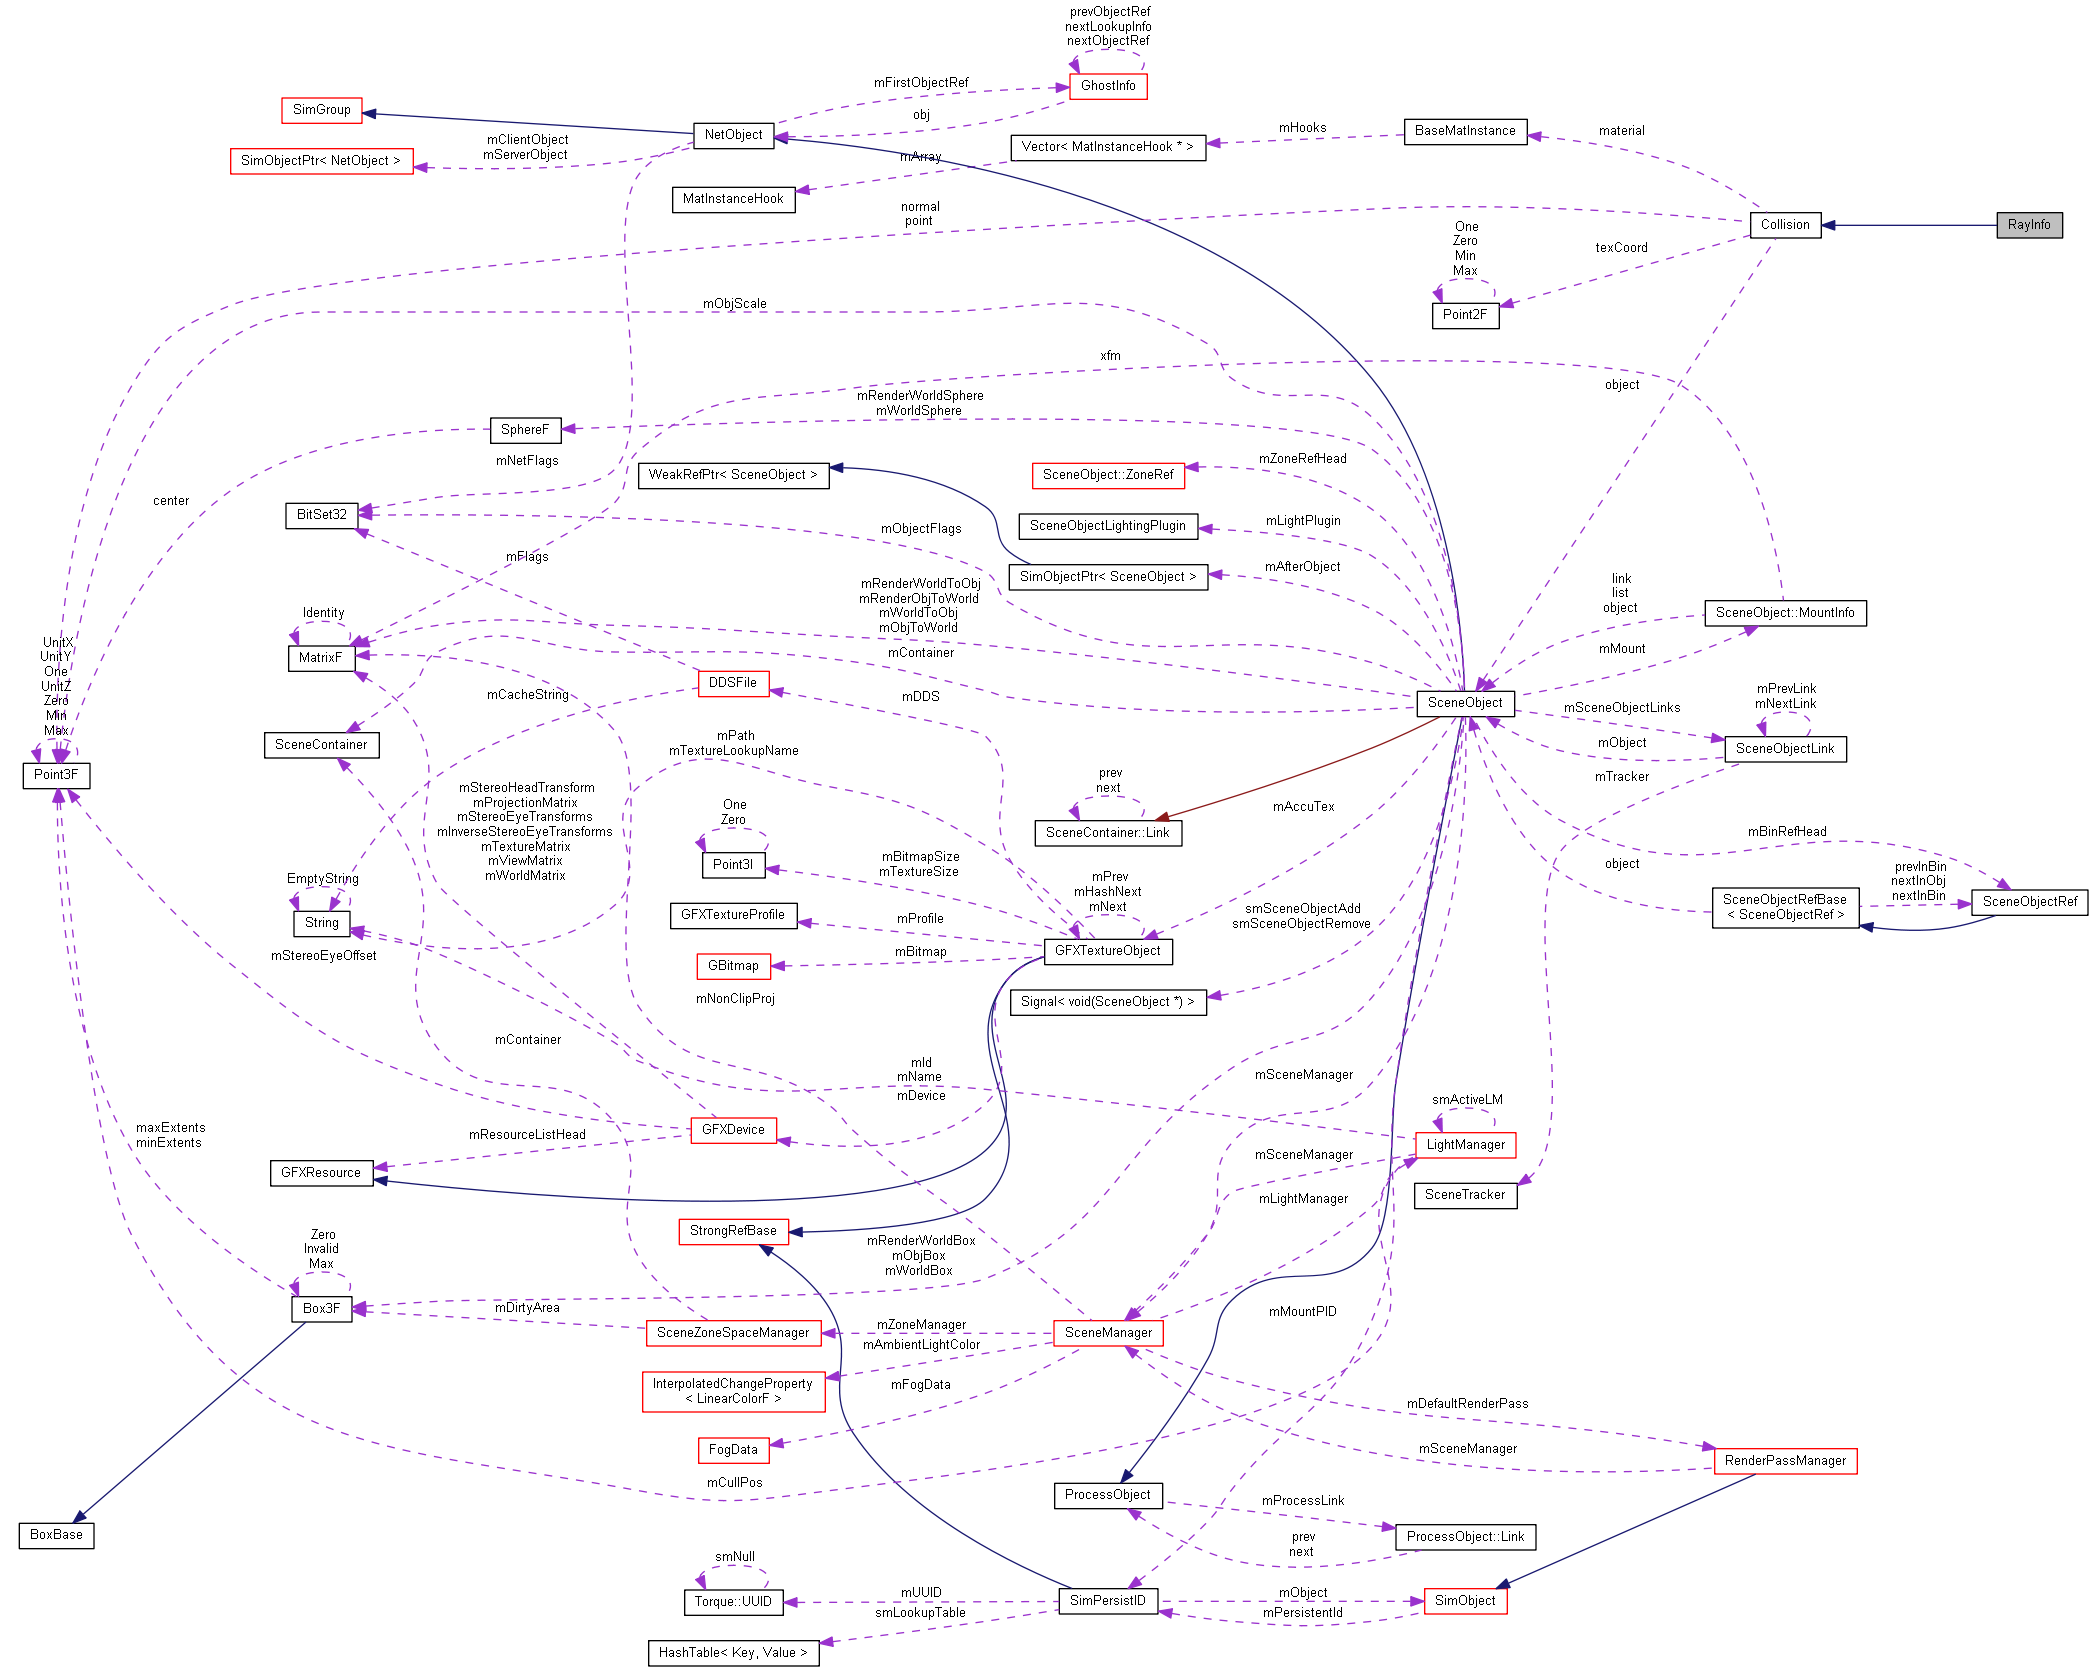 prevObjectRef
nextLookupInfo
nextObjectRef
GhostInfo
mFirstObjectRef
obj
SimGroup
NetObject
mClientObject
mServerObject
SimObjectPtr< NetObject >
mArray
Vector< MatInstanceHook * >
mHooks
BaseMatInstance
material
MatInstanceHook
normal
point
Collision
RayInfo
One
Zero
Min
Max
texCoord
Point2F
mObjScale
xfm
object
mRenderWorldSphere
mWorldSphere
SphereF
mNetFlags
center
WeakRefPtr< SceneObject >
SceneObject::ZoneRef
mZoneRefHead
BitSet32
mObjectFlags
SceneObjectLightingPlugin
mLightPlugin
mFlags
SimObjectPtr< SceneObject >
mAfterObject
mRenderWorldToObj
mRenderObjToWorld
mWorldToObj
mObjToWorld
link
list
object
SceneObject::MountInfo
Identity
MatrixF
mContainer
mMount
UnitX
UnitY
One
UnitZ
Zero
Min
Max
Point3F
DDSFile
mCacheString
mDDS
SceneObject
mSceneObjectLinks
mPrevLink
mNextLink
SceneContainer
mPath
mTextureLookupName
mObject
SceneObjectLink
mTracker
mStereoHeadTransform
mProjectionMatrix
mStereoEyeTransforms
mInverseStereoEyeTransforms
mTextureMatrix
mViewMatrix
mWorldMatrix
prev
next
SceneContainer::Link
mAccuTex
One
Zero
Point3I
mBitmapSize
mTextureSize
mBinRefHead
object
prevInBin
nextInObj
nextInBin
SceneObjectRefBase
< SceneObjectRef >
SceneObjectRef
EmptyString
String
mPrev
mHashNext
mNext
GFXTextureProfile
mProfile
smSceneObjectAdd
smSceneObjectRemove
GFXTextureObject
mStereoEyeOffset
GBitmap
mBitmap
mNonClipProj
Signal< void(SceneObject *) >
mContainer
mId
mName
mDevice
mSceneManager
smActiveLM
maxExtents
minExtents
GFXDevice
mResourceListHead
LightManager
GFXResource
mSceneManager
SceneTracker
mLightManager
StrongRefBase
Zero
Invalid
Max
mRenderWorldBox
mObjBox
mWorldBox
Box3F
mDirtyArea
mMountPID
SceneZoneSpaceManager
mZoneManager
SceneManager
mAmbientLightColor
InterpolatedChangeProperty
< LinearColorF >
mFogData
mDefaultRenderPass
FogData
mSceneManager
RenderPassManager
mCullPos
ProcessObject
mProcessLink
BoxBase
prev
next
ProcessObject::Link
smNull
Torque::UUID
mUUID
SimPersistID
mObject
SimObject
smLookupTable
mPersistentId
HashTable< Key, Value >